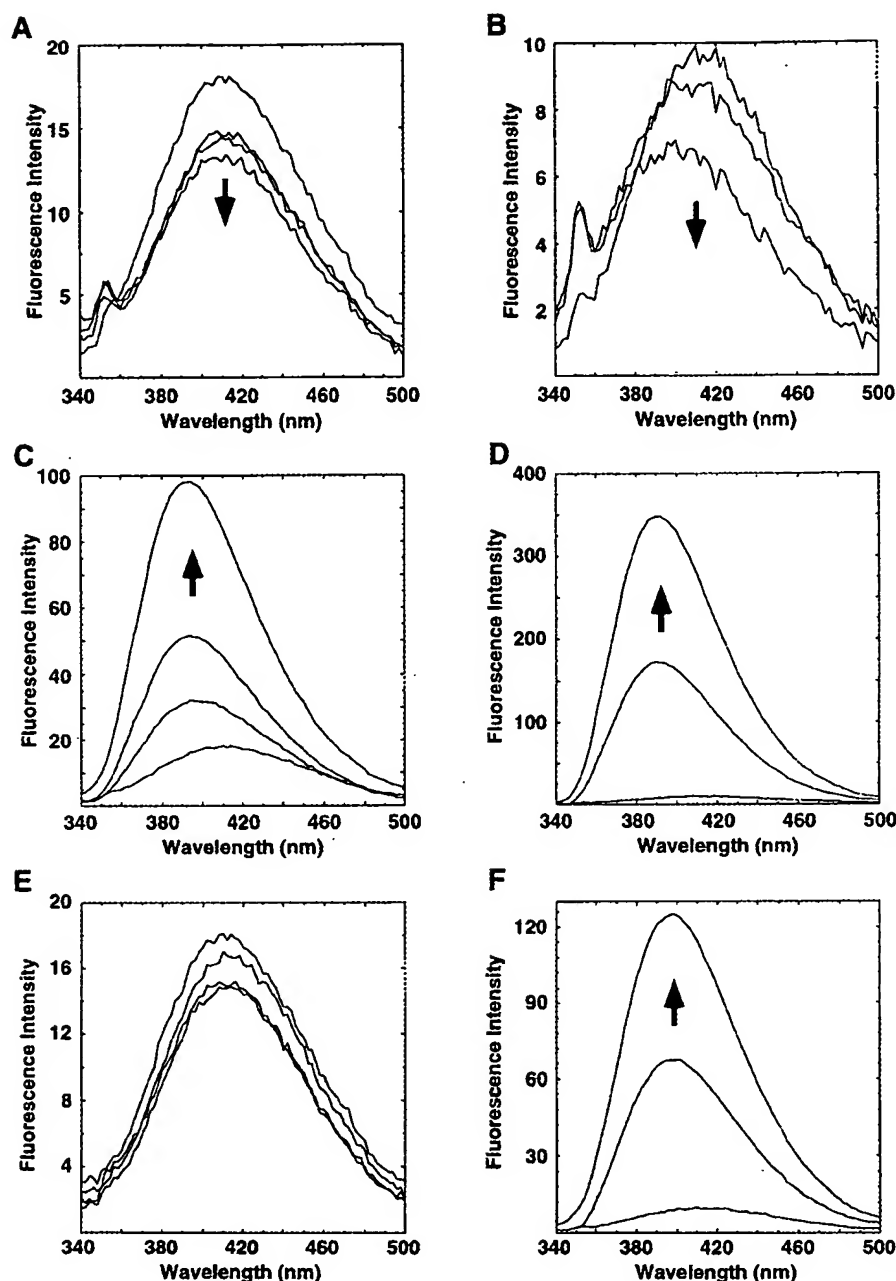 A
Fluorescence Intensity
20
15
10
5
340 380 420 460 500
Wavelength (nm)
B
Fluorescence Intensity
10
8
6
4
2
340 380 420 460 500
Wavelength (nm)
C
Fluorescence Intensity
100
80
60
40
20
340 380 420 460 500
Wavelength (nm)
D
Fluorescence Intensity
400
300
200
100
340 380 420 460 500
Wavelength (nm)
E
Fluorescence Intensity
20
16
12
8
4
340 380 420 460 500
Wavelength (nm)
F
Fluorescence Intensity
120
90
60
30
340 380 420 460 500
Wavelength (nm)